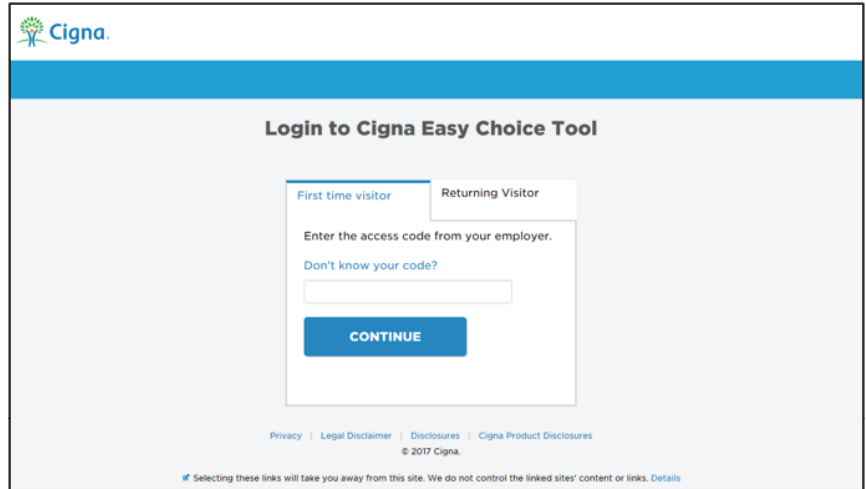 Cigna.
Login to Cigna Easy Choice Tool
First time visitor
Returning Visitor
Enter the access code from your employer.
Don't know your code?
CONTINUE
Privacy | Legal Disclaimer | Disclosures | Cigna Product Disclosures
© 2017 Cigna.
Selecting these links will take you away from this site. We do not control the linked sites' content or links. Details